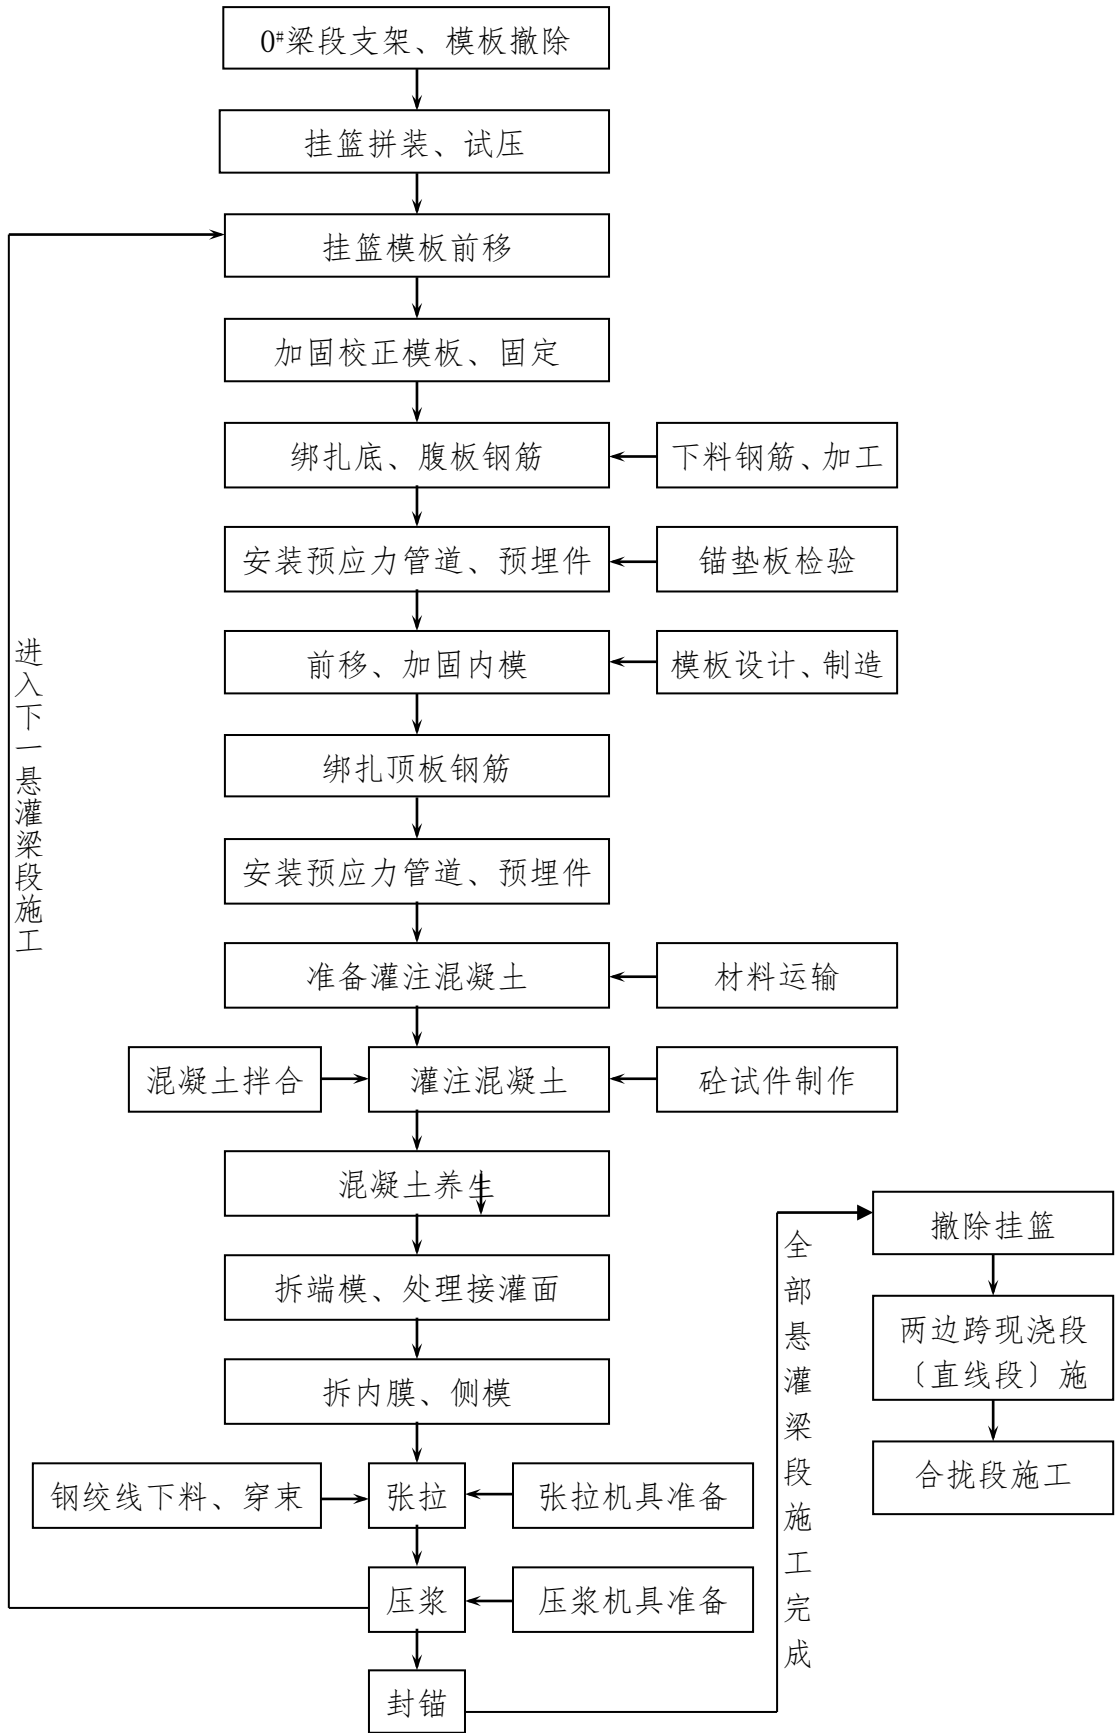 0#梁段支架、模板撤除
挂篮拼装、试压
挂篮模板前移
加固校正模板、固定
绑扎底、腹板钢筋
下料钢筋、加工
安装预应力管道、预埋件
锚垫板检验
前移、加固内模
模板设计、制造
绑扎顶板钢筋
安装预应力管道、预埋件
准备灌注混凝土
材料运输
混凝土拌合
灌注混凝土
砼试件制作
混凝土养生
拆端模、处理接灌面
拆内膜、侧模
钢绞线下料、穿束
张拉
张拉机具准备
压浆
压浆机具准备
封锚
进入下一悬灌梁段施工
全部悬灌梁段施工完成
撤除挂篮
两边跨现浇段
〔直线段〕施
合拢段施工